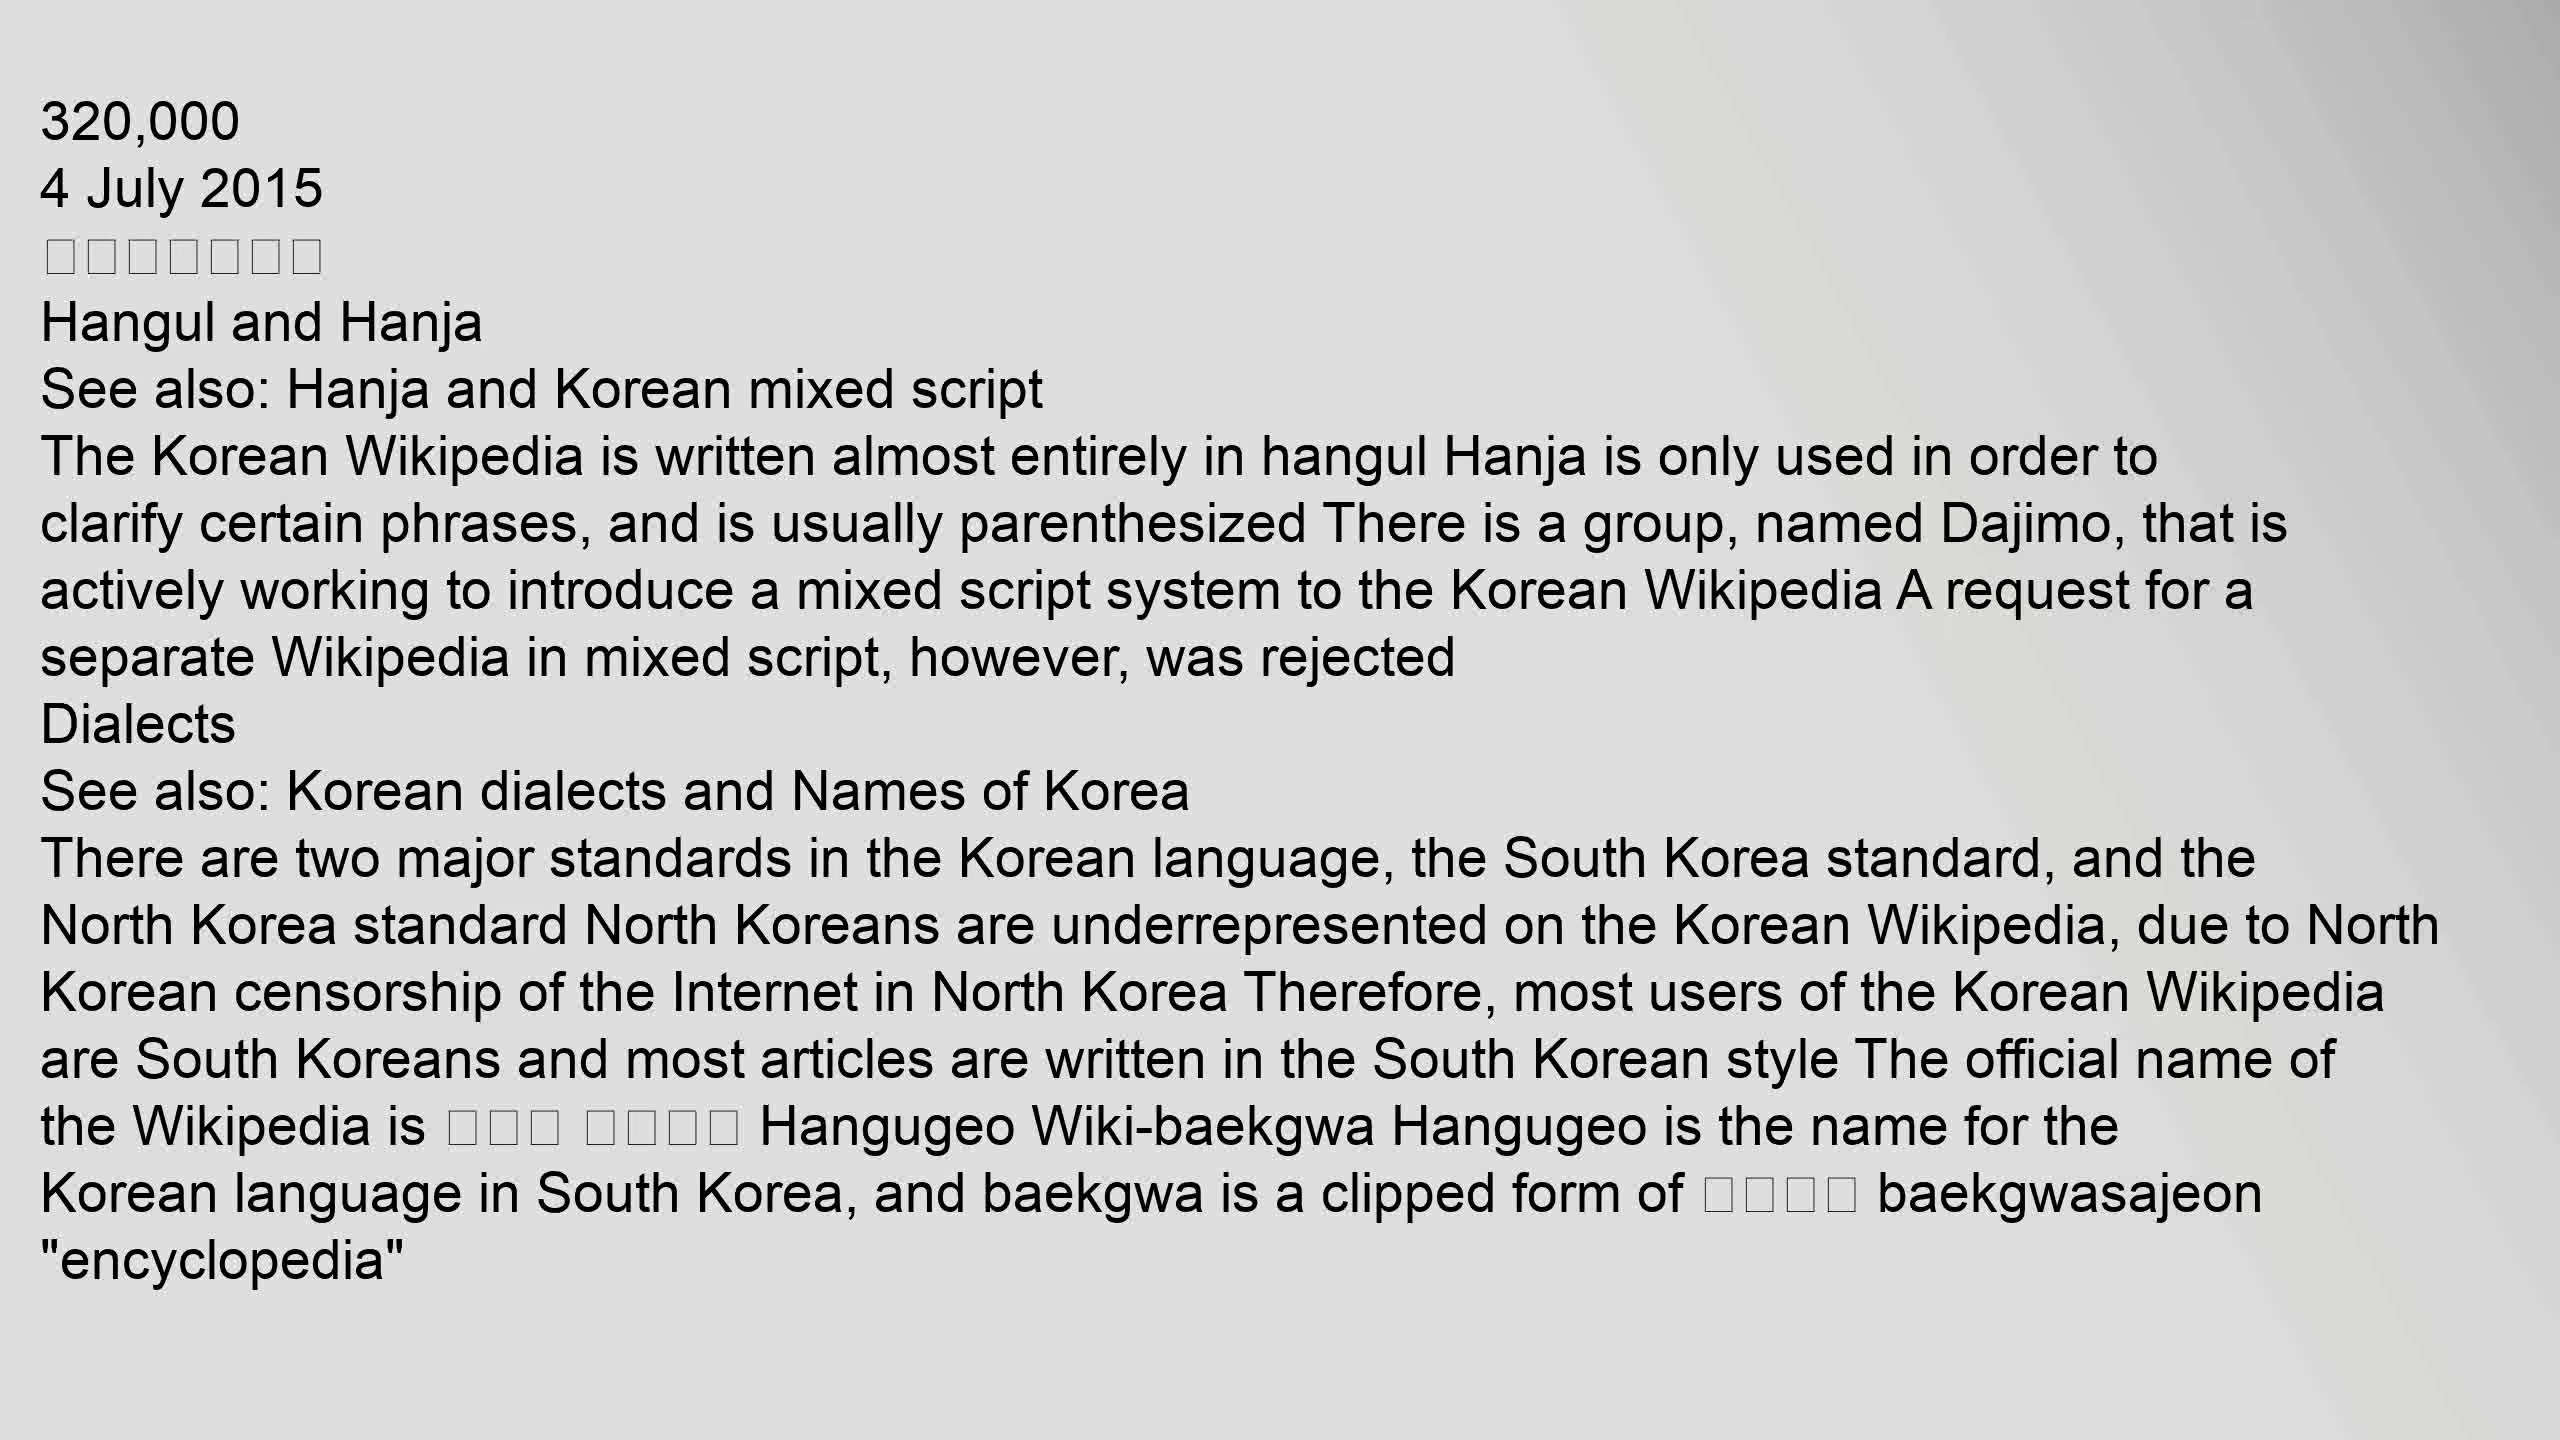 320,000
4 July 2015
□□□□□□□
Hangul and Hanja
See also: Hanja and Korean mixed script
The Korean Wikipedia is written almost entirely in hangul Hanja is only used in order to
clarify certain phrases, and is usually parenthesized There is a group, named Dajimo, that is
actively working to introduce a mixed script system to the Korean Wikipedia A request for a
separate Wikipedia in mixed script, however, was rejected
Dialects
See also: Korean dialects and Names of Korea
There are two major standards in the Korean language, the South Korea standard, and the
North Korea standard North Koreans are underrepresented on the Korean Wikipedia, due to North
Korean censorship of the Internet in North Korea Therefore, most users of the Korean Wikipedia
are South Koreans and most articles are written in the South Korean style The official name of
the Wikipedia is □□□ □□□□ Hangugeo Wiki-baekgwa Hangugeo is the name for the
Korean language in South Korea, and baekgwa is a clipped form of □□□□ baekgwasajeon
"encyclopedia"